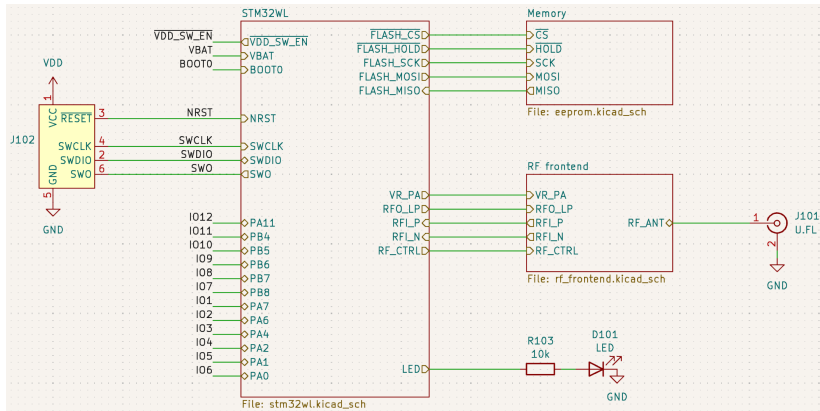 STM32WL
Memory
VDD_SW_EN
VDD_SW_EN
FLASH_CS
CS
VBAT
VBAT
FLASH_HOLD
HOLD
BOOT0
BOOT0
FLASH_SCK
SCK
VDD
FLASH_MOSI
MOSI
FLASH_MISO
MISO
1
VCC
File: eeprom.kicad_sch
RESET
3
NRST
NRST
J102
SWCLK
4
SWCLK
SWCLK
SWDIO
2
SWDIO
SWDIO
SWO
6
SWO
SWO
GND
5
GND
RF frontend
VR_PA
VR_PA
RFO_LP
RFO_LP
RFI_P
RFI_P
RF_ANT
1
J101
U.FL
RFI_N
RFI_N
2
RF_CTRL
RF_CTRL
File: rf_frontend.kicad_sch
GND
IO12
PA11
IO11
PB4
IO10
PB5
IO9
PB6
IO8
PB7
IO7
PB8
IO1
PA7
IO2
PA6
IO3
PA4
IO4
PA2
IO5
PA1
IO6
PA0
LED
R103
10k
D101
LED
GND
File: stm32wl.kicad_sch